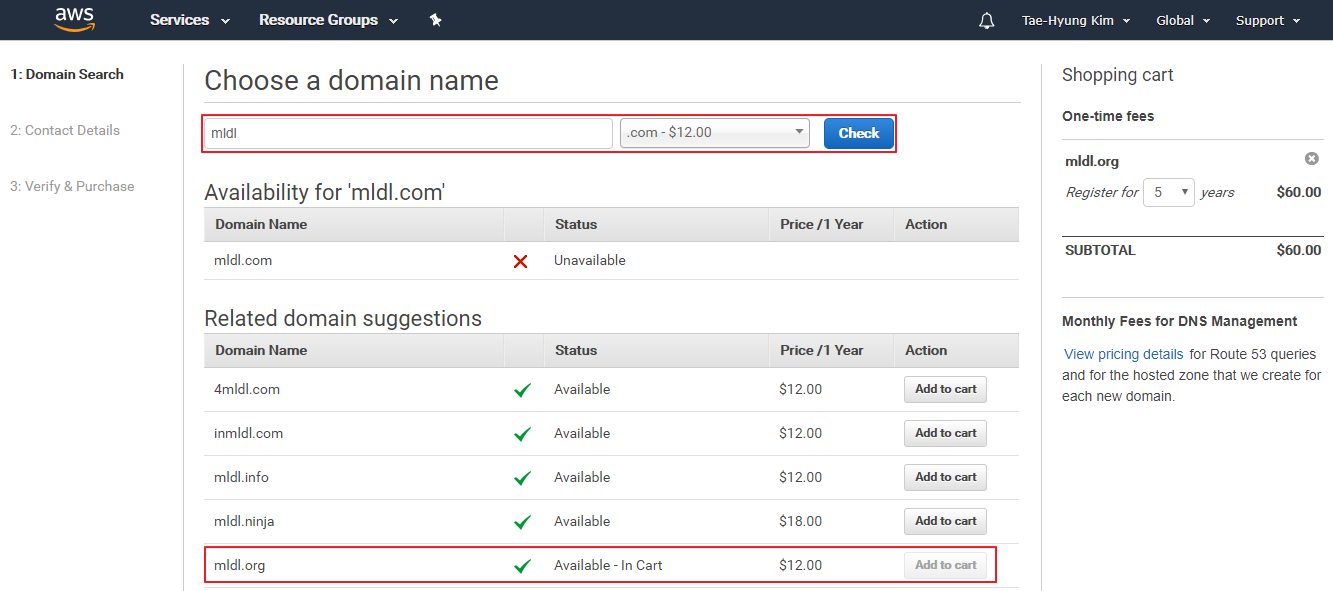 aws Services Resource Groups Tae-Hyung Kim Global Support
1: Domain Search
2: Contact Details
3: Verify & Purchase
Choose a domain name
mldl .com - $12.00 Check
Availability for 'mldl.com'
Domain Name Status Price /1 Year Action
mldl.com Unavailable
Related domain suggestions
Domain Name Status Price /1 Year Action
4mldl.com Available $12.00 Add to cart
inmldl.com Available $12.00 Add to cart
mldl.info Available $12.00 Add to cart
mldl.ninja Available $18.00 Add to cart
mldl.org Available - In Cart $12.00 Add to cart
Shopping cart
One-time fees
mldl.org
Register for 5 years $60.00
SUBTOTAL $60.00
Monthly Fees for DNS Management
View pricing details for Route 53 queries
and for the hosted zone that we create for
each new domain.